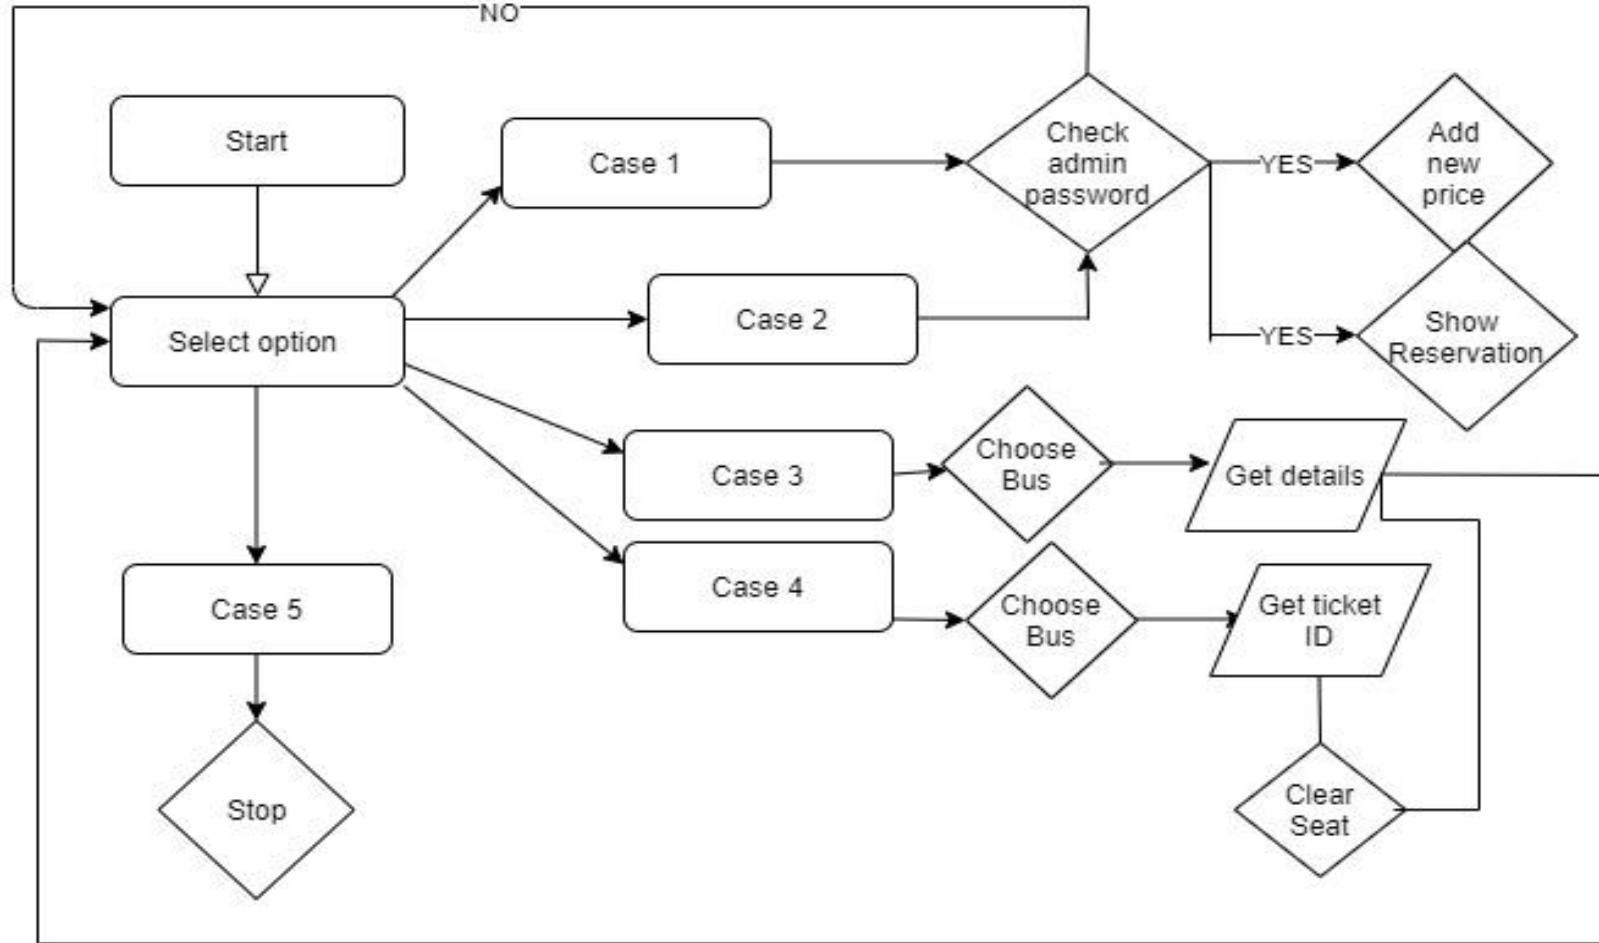 NO
Start
Case 1
Check
admin
password
YES
Add
new
price
Select option
Case 2
YES
Show
Reservation
Case 3
Choose
Bus
Get details
Case 4
Choose
Bus
Get ticket
ID
Case 5
Stop
Clear
Seat